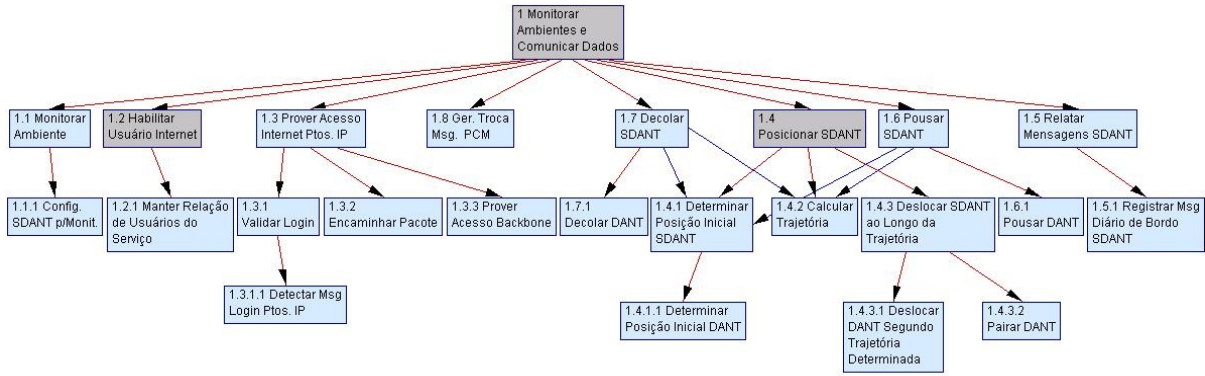 1 Monitorar
Ambientes e
Comunicar Dados
1.1 Monitorar
Ambiente
1.2 Habilitar
Usuário Internet
1.3 Prover Acesso
Internet Ptos. IP
1.8 Ger. Troca
Msg. PCM
1.7 Decolar
SDANT
1.4
Posicionar SDANT
1.6 Pousar
SDANT
1.5 Relatar
Mensagens SDANT
1.1.1 Config.
SDANT p/Monit.
1.2.1 Manter Relação
de Usuários do
Serviço
1.3.1
Validar Login
1.3.2
Encaminhar Pacote
1.3.3 Prover
Acesso Backbone
1.7.1
Decolar DANT
1.4.1 Determinar
Posição Inicial
SDANT
1.4.2 Calcular
Trajetória
1.4.3 Deslocar SDANT
ao Longo da
Trajetória
1.6.1
Pousar DANT
1.5.1 Registrar Msg
Diário de Bordo
SDANT
1.3.1.1 Detectar Msg
Login Ptos. IP
1.4.1.1 Determinar
Posição Inicial DANT
1.4.3.1 Deslocar
DANT Segundo
Trajetória
Determinada
1.4.3.2
Pairar DANT